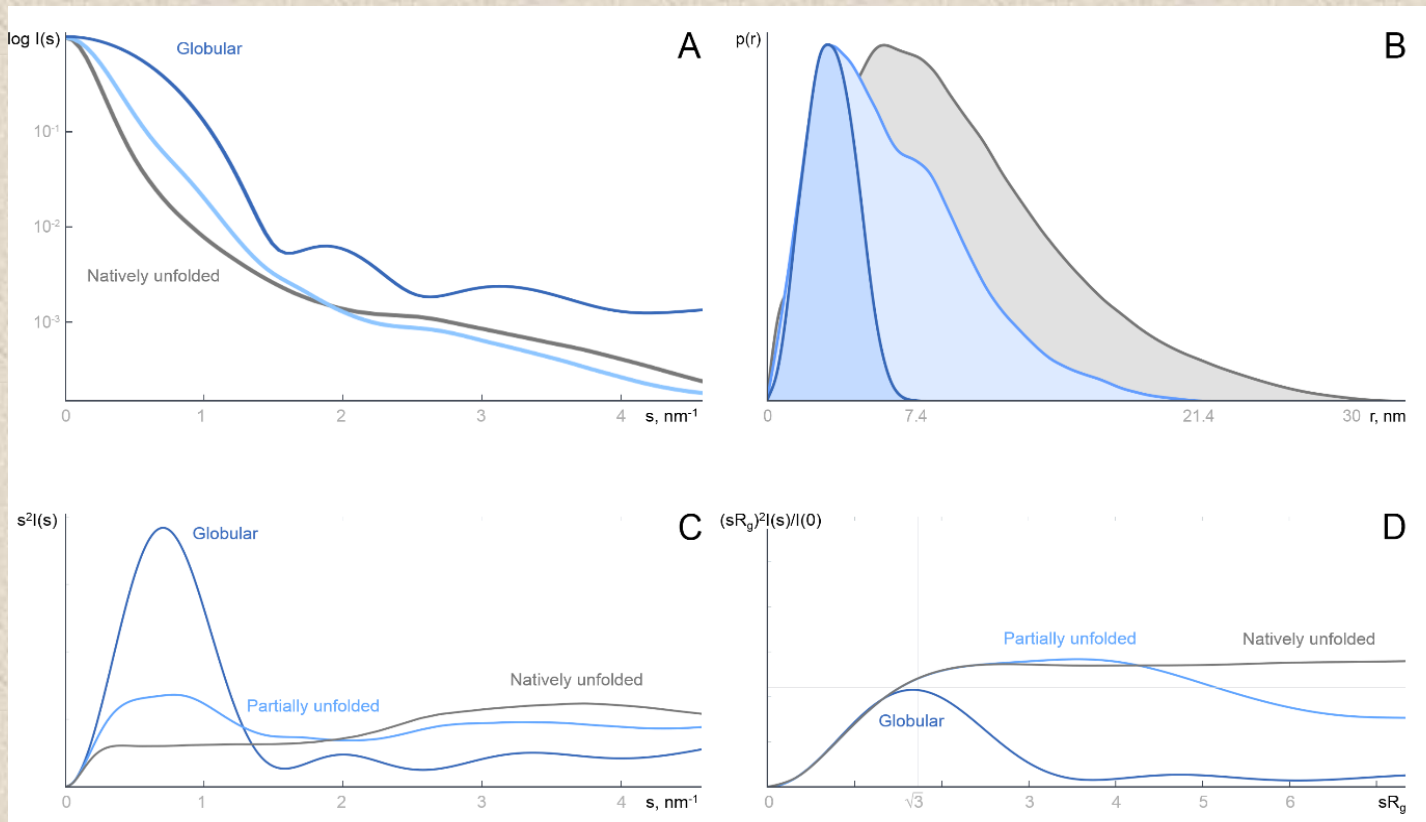 log I(s)
Globular
A
10⁻¹
10⁻²
Natively unfolded
10⁻³
0 1 2 3 4 s, nm⁻¹
p(r)
B
0 7.4 21.4 30 r, nm
s²I(s)
Globular
C
Natively unfolded
Partially unfolded
0 1 2 3 4 s, nm⁻¹
(sRg)²I(s)/I(0)
D
Partially unfolded
Natively unfolded
Globular
0 √3 3 4 5 6 sRg